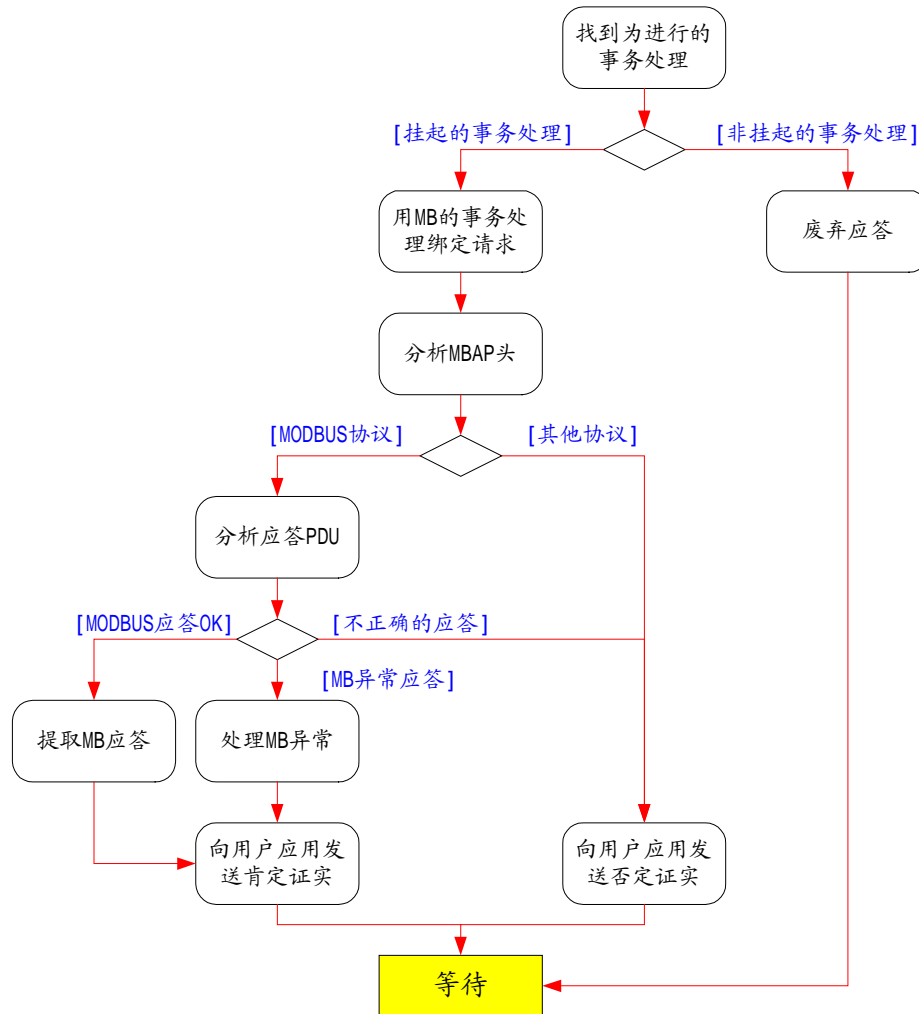 找到为进行的
事务处理
[挂起的事务处理]
[非挂起的事务处理]
用MB的事务处
理绑定请求
废弃应答
分析MBAP头
[MODBUS协议]
[其他协议]
分析应答PDU
[MODBUS应答OK]
[不正确的应答]
[MB异常应答]
提取MB应答
处理MB异常
向用户应用发
送肯定证实
向用户应用发
送否定证实
等待